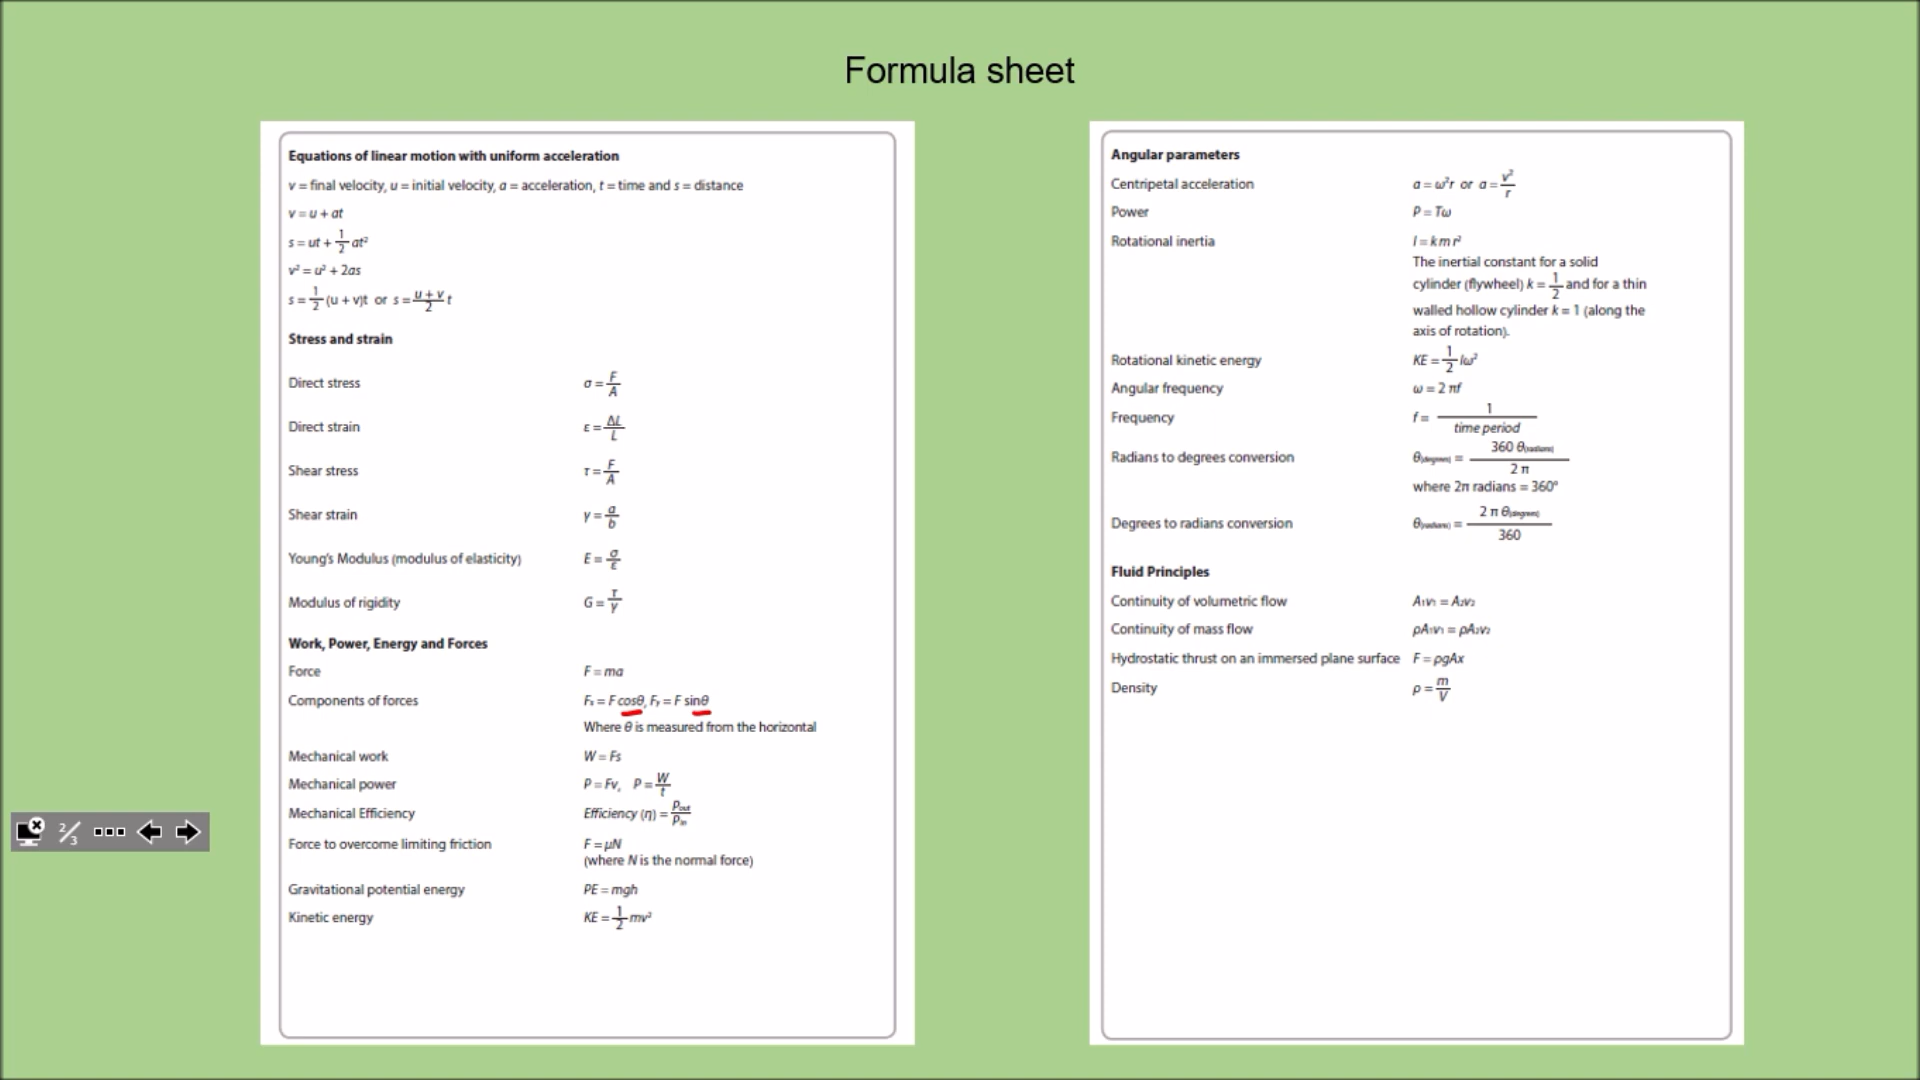 Formula sheet
Equations of linear motion with uniform acceleration
v = final velocity, u = initial velocity, a = acceleration, t = time and s = distance
v = u + at
s = ut + 1/2 at²
v² = u² + 2as
s = 1/2 (u + v)t or s = (u + v)/2 t
Stress and strain
Direct stress σ = F/A
Direct strain ε = ΔL/L
Shear stress τ = F/A
Shear strain γ = a/b
Young's Modulus (modulus of elasticity) E = σ/ε
Modulus of rigidity G = τ/γ
Work, Power, Energy and Forces
Force F = ma
Components of forces Fₓ = F cosθ, Fᵧ = F sinθ
Where θ is measured from the horizontal
Mechanical work W = Fs
Mechanical power P = Fv, P = W/t
Mechanical Efficiency Efficiency (η) = Pout/Pin
Force to overcome limiting friction F = μN
(where N is the normal force)
Gravitational potential energy PE = mgh
Kinetic energy KE = 1/2 mv²
Angular parameters
Centripetal acceleration a = ω²r or a = v²/r
Power P = Tω
Rotational inertia I = k m r²
The inertial constant for a solid
cylinder (flywheel) k = 1/2 and for a thin
walled hollow cylinder k = 1 (along the
axis of rotation).
Rotational kinetic energy KE = 1/2 Iω²
Angular frequency ω = 2 πf
Frequency f = 1/time period
Radians to degrees conversion θ(degrees) = 360 θ(radians)/2 π
where 2π radians = 360°
Degrees to radians conversion θ(radians) = 2 π θ(degrees)/360
Fluid Principles
Continuity of volumetric flow A₁v₁ = A₂v₂
Continuity of mass flow ρA₁v₁ = ρA₂v₂
Hydrostatic thrust on an immersed plane surface F = ρgAx
Density ρ = m/V
2/3